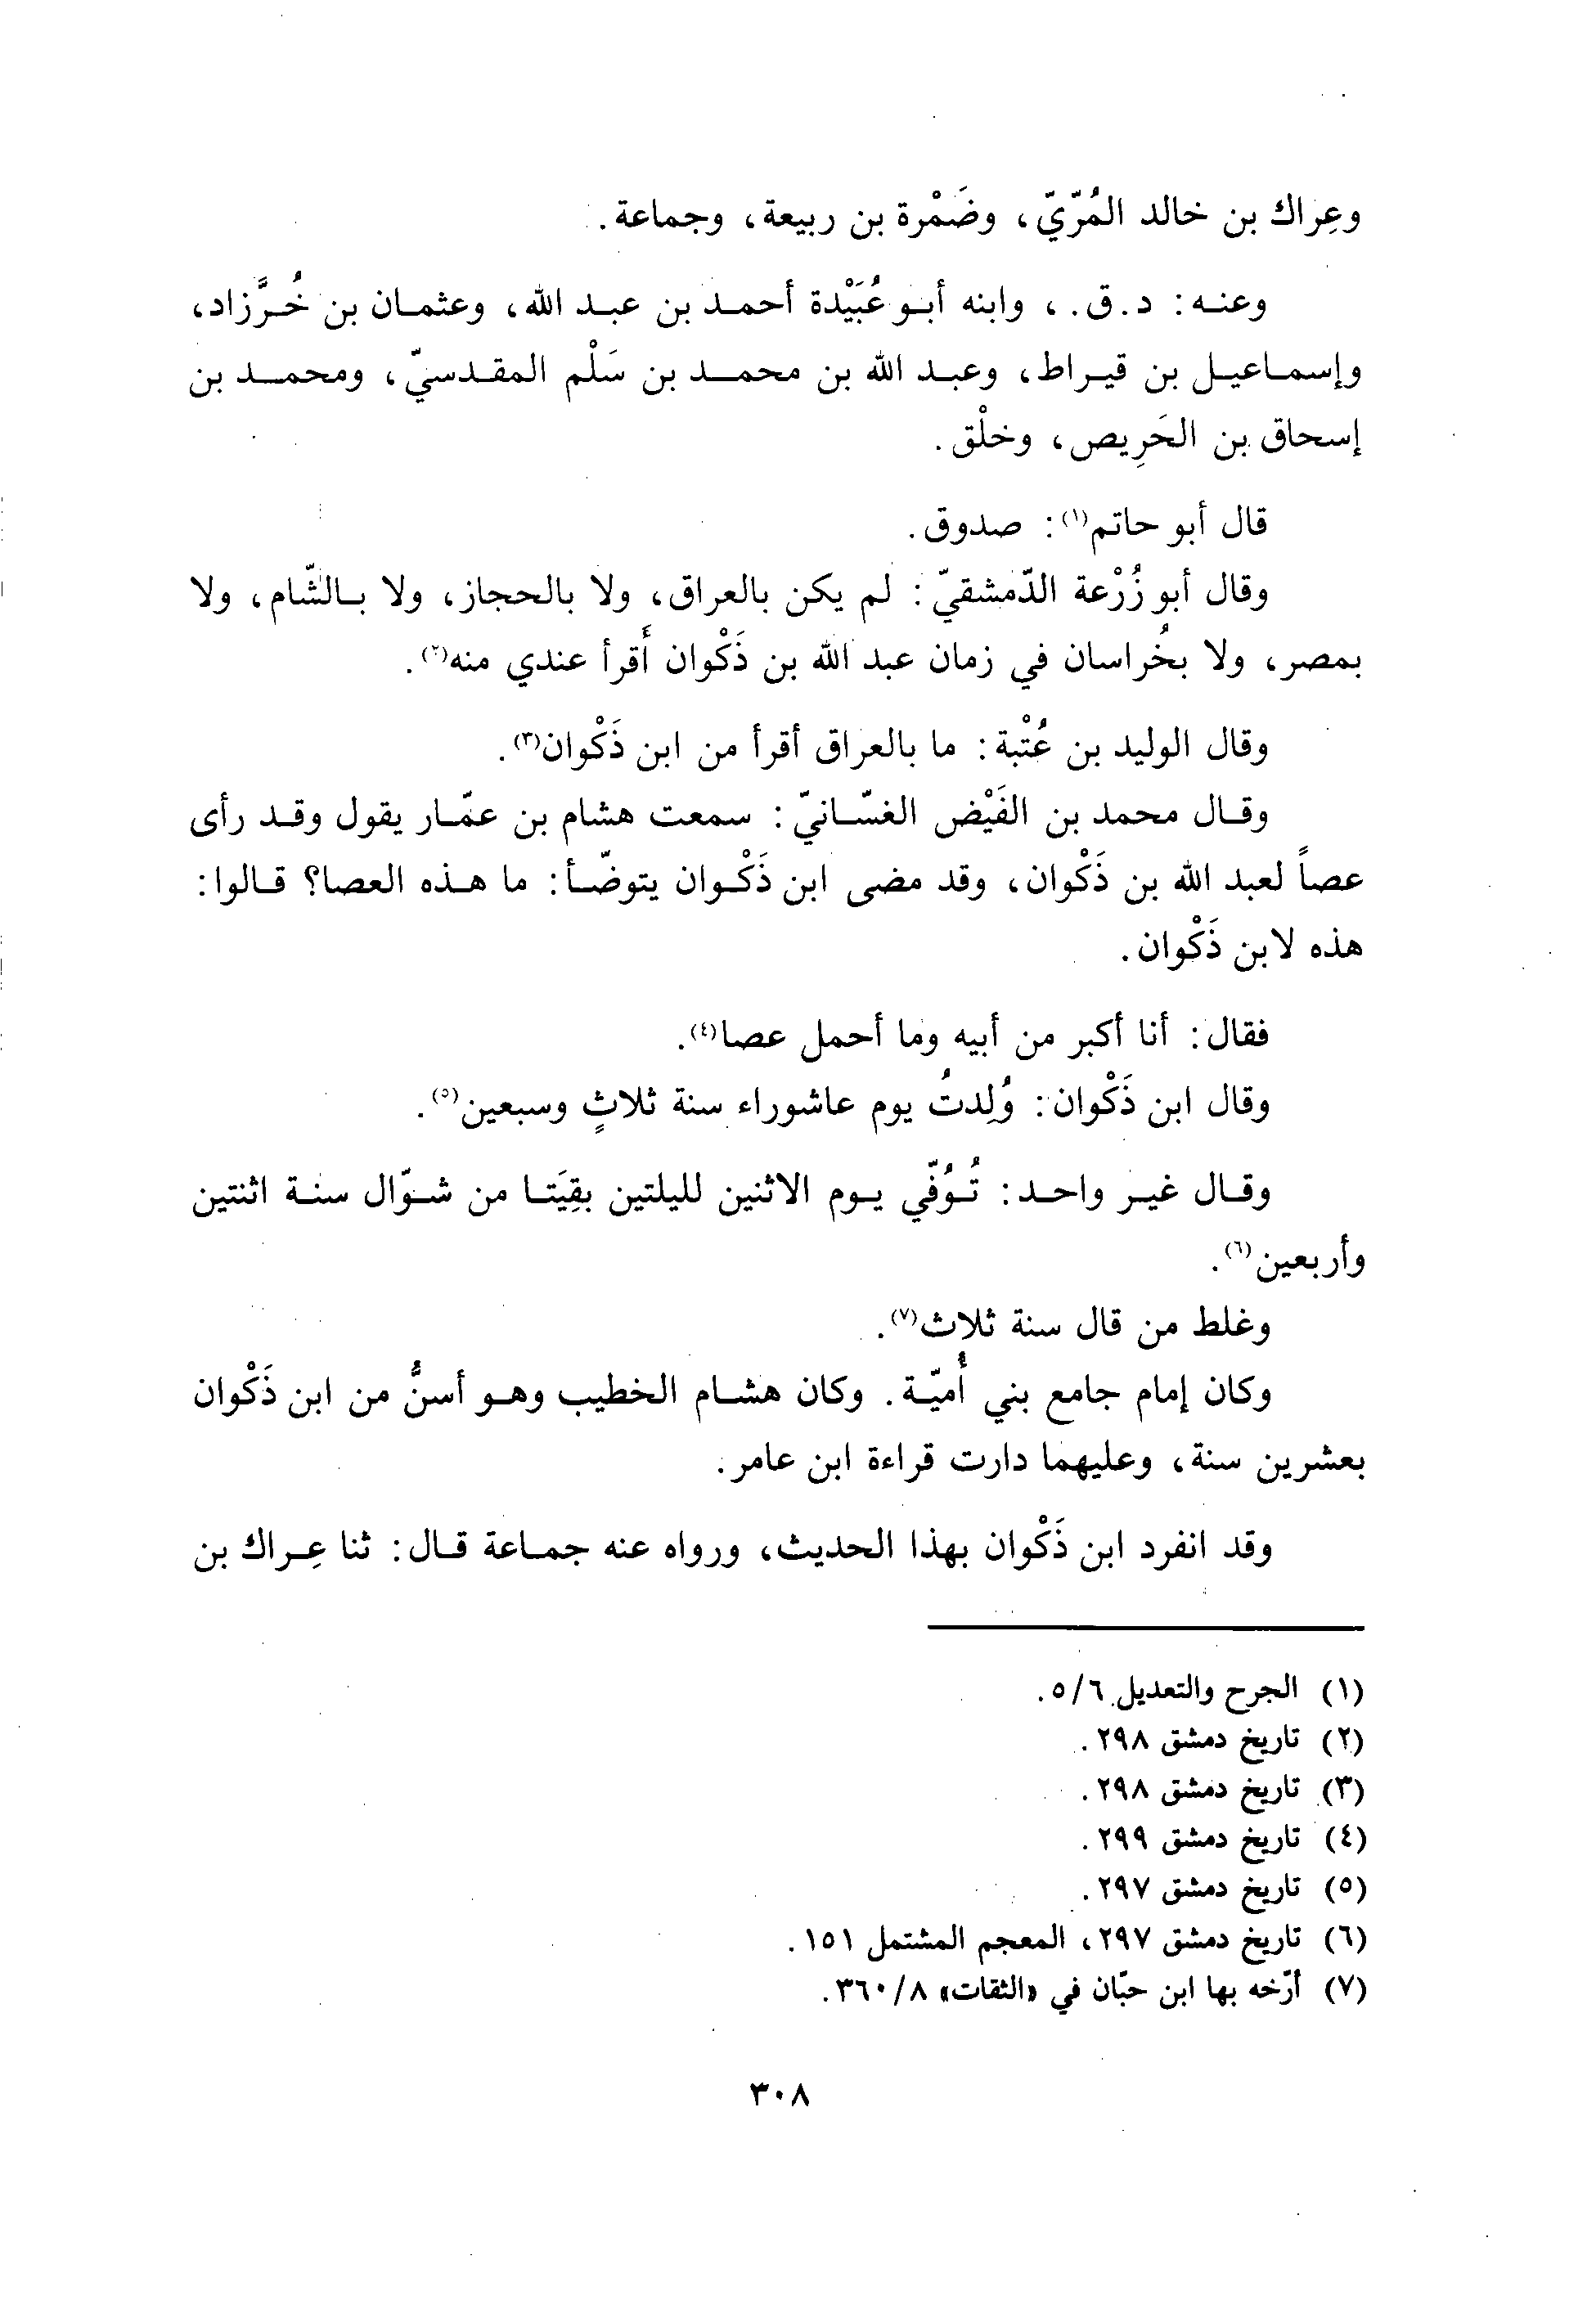 وعِراك بن خالد المُرّيّ، وضَمْرة بن ربيعة، وجماعة.
وعنه: د.ق.، وابنه أبو عُبَيْدة أحمد بن عبد الله، وعثمان بن خُرَّزاد،
وإسماعيل بن قيراط، وعبد الله بن محمد بن سَلْم المقدسيّ، ومحمد بن
إسحاق بن الحَرِيص، وخلْق.
قال أبو حاتم(١): صدوق.
وقال أبو زُرْعة الدّمشقيّ: لم يكن بالعراق، ولا بالحجاز، ولا بالشّام، ولا
بمصر، ولا بخُراسان في زمان عبد الله بن ذَكْوان أَقرأ عندي منه(٢).
وقال الوليد بن عُتْبة: ما بالعراق أقرأ من ابن ذَكْوان(٣).
وقال محمد بن الفَيْض الغسّانيّ: سمعت هشام بن عمّار يقول وقد رأى
عصاً لعبد الله بن ذَكْوان، وقد مضى ابن ذَكْوان يتوضّأ: ما هذه العصا؟ قالوا:
هذه لابن ذَكْوان.
فقال: أنا أكبر من أبيه وما أحمل عصا(٤).
وقال ابن ذَكْوان: وُلِدتُ يوم عاشوراء سنة ثلاثٍ وسبعين(٥).
وقال غير واحد: تُوُفّي يوم الاثنين لليلتين بقِيَتا من شوّال سنة اثنتين
وأربعين(٦).
وغلط من قال سنة ثلاث(٧).
وكان إمام جامع بني أُميّة. وكان هشام الخطيب وهو أسنُّ من ابن ذَكْوان
بعشرين سنة، وعليهما دارت قراءة ابن عامر.
وقد انفرد ابن ذَكْوان بهذا الحديث، ورواه عنه جماعة قال: ثنا عِراك بن
(١) الجرح والتعديل ٥/٦.
(٢) تاريخ دمشق ٢٩٨.
(٣) تاريخ دمشق ٢٩٨.
(٤) تاريخ دمشق ٢٩٩.
(٥) تاريخ دمشق ٢٩٧.
(٦) تاريخ دمشق ٢٩٧، المعجم المشتمل ١٥١.
(٧) أرّخه بها ابن حبّان في «الثقات» ٣٦٠/٨.
٣٠٨